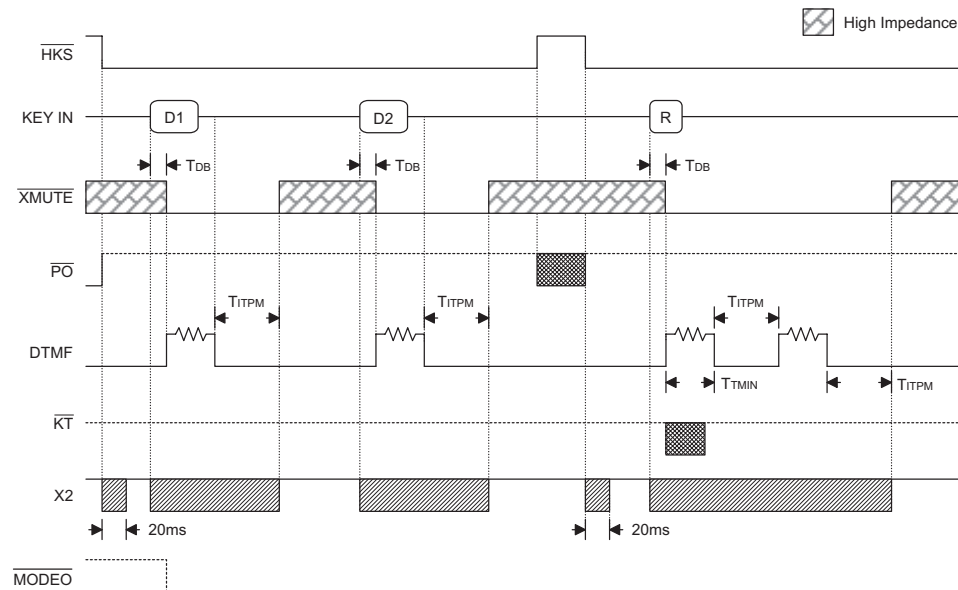 High Impedance
HKS
KEY IN D1 D2 R
TDB TDB TDB
XMUTE
PO
TITPM TITPM TITPM
DTMF
TTMIN TITPM
KT
X2
20ms 20ms
MODEO